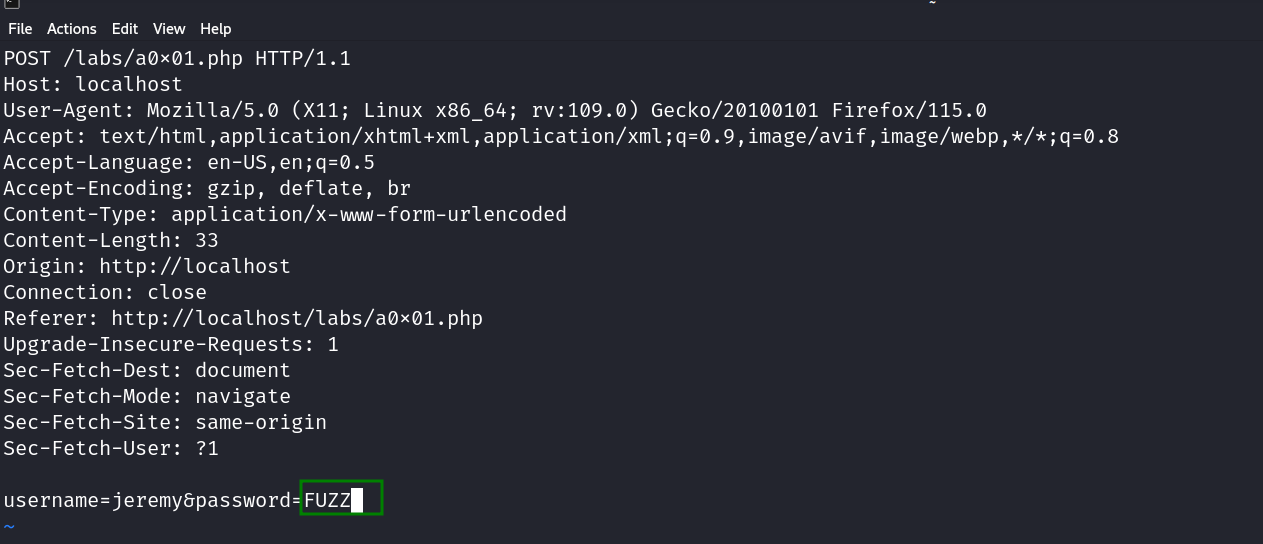 File Actions Edit View Help
POST /labs/a0x01.php HTTP/1.1
Host: localhost
User-Agent: Mozilla/5.0 (X11; Linux x86_64; rv:109.0) Gecko/20100101 Firefox/115.0
Accept: text/html,application/xhtml+xml,application/xml;q=0.9,image/avif,image/webp,*/*;q=0.8
Accept-Language: en-US,en;q=0.5
Accept-Encoding: gzip, deflate, br
Content-Type: application/x-www-form-urlencoded
Content-Length: 33
Origin: http://localhost
Connection: close
Referer: http://localhost/labs/a0x01.php
Upgrade-Insecure-Requests: 1
Sec-Fetch-Dest: document
Sec-Fetch-Mode: navigate
Sec-Fetch-Site: same-origin
Sec-Fetch-User: ?1
username=jeremy&password=FUZZ
~